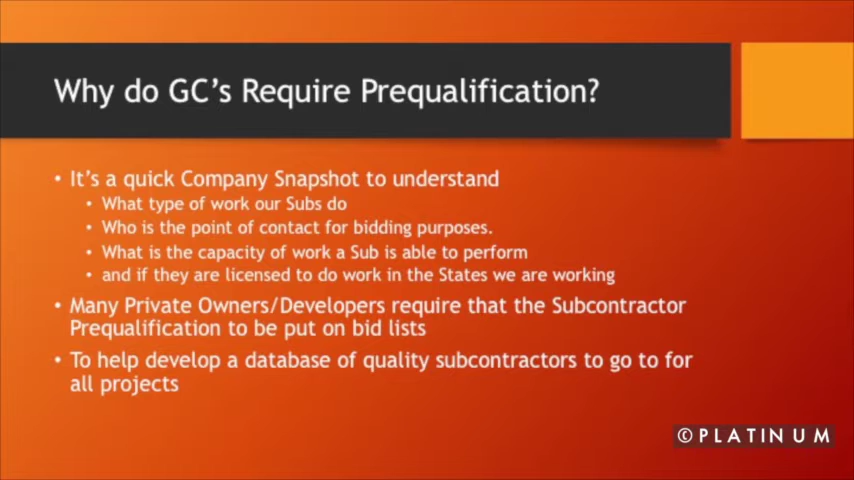 Why do GC's Require Prequalification?
• It's a quick Company Snapshot to understand
• What type of work our Subs do
• Who is the point of contact for bidding purposes.
• What is the capacity of work a Sub is able to perform
• and if they are licensed to do work in the States we are working
• Many Private Owners/Developers require that the Subcontractor
Prequalification to be put on bid lists
• To help develop a database of quality subcontractors to go to for
all projects
©PLATINUM